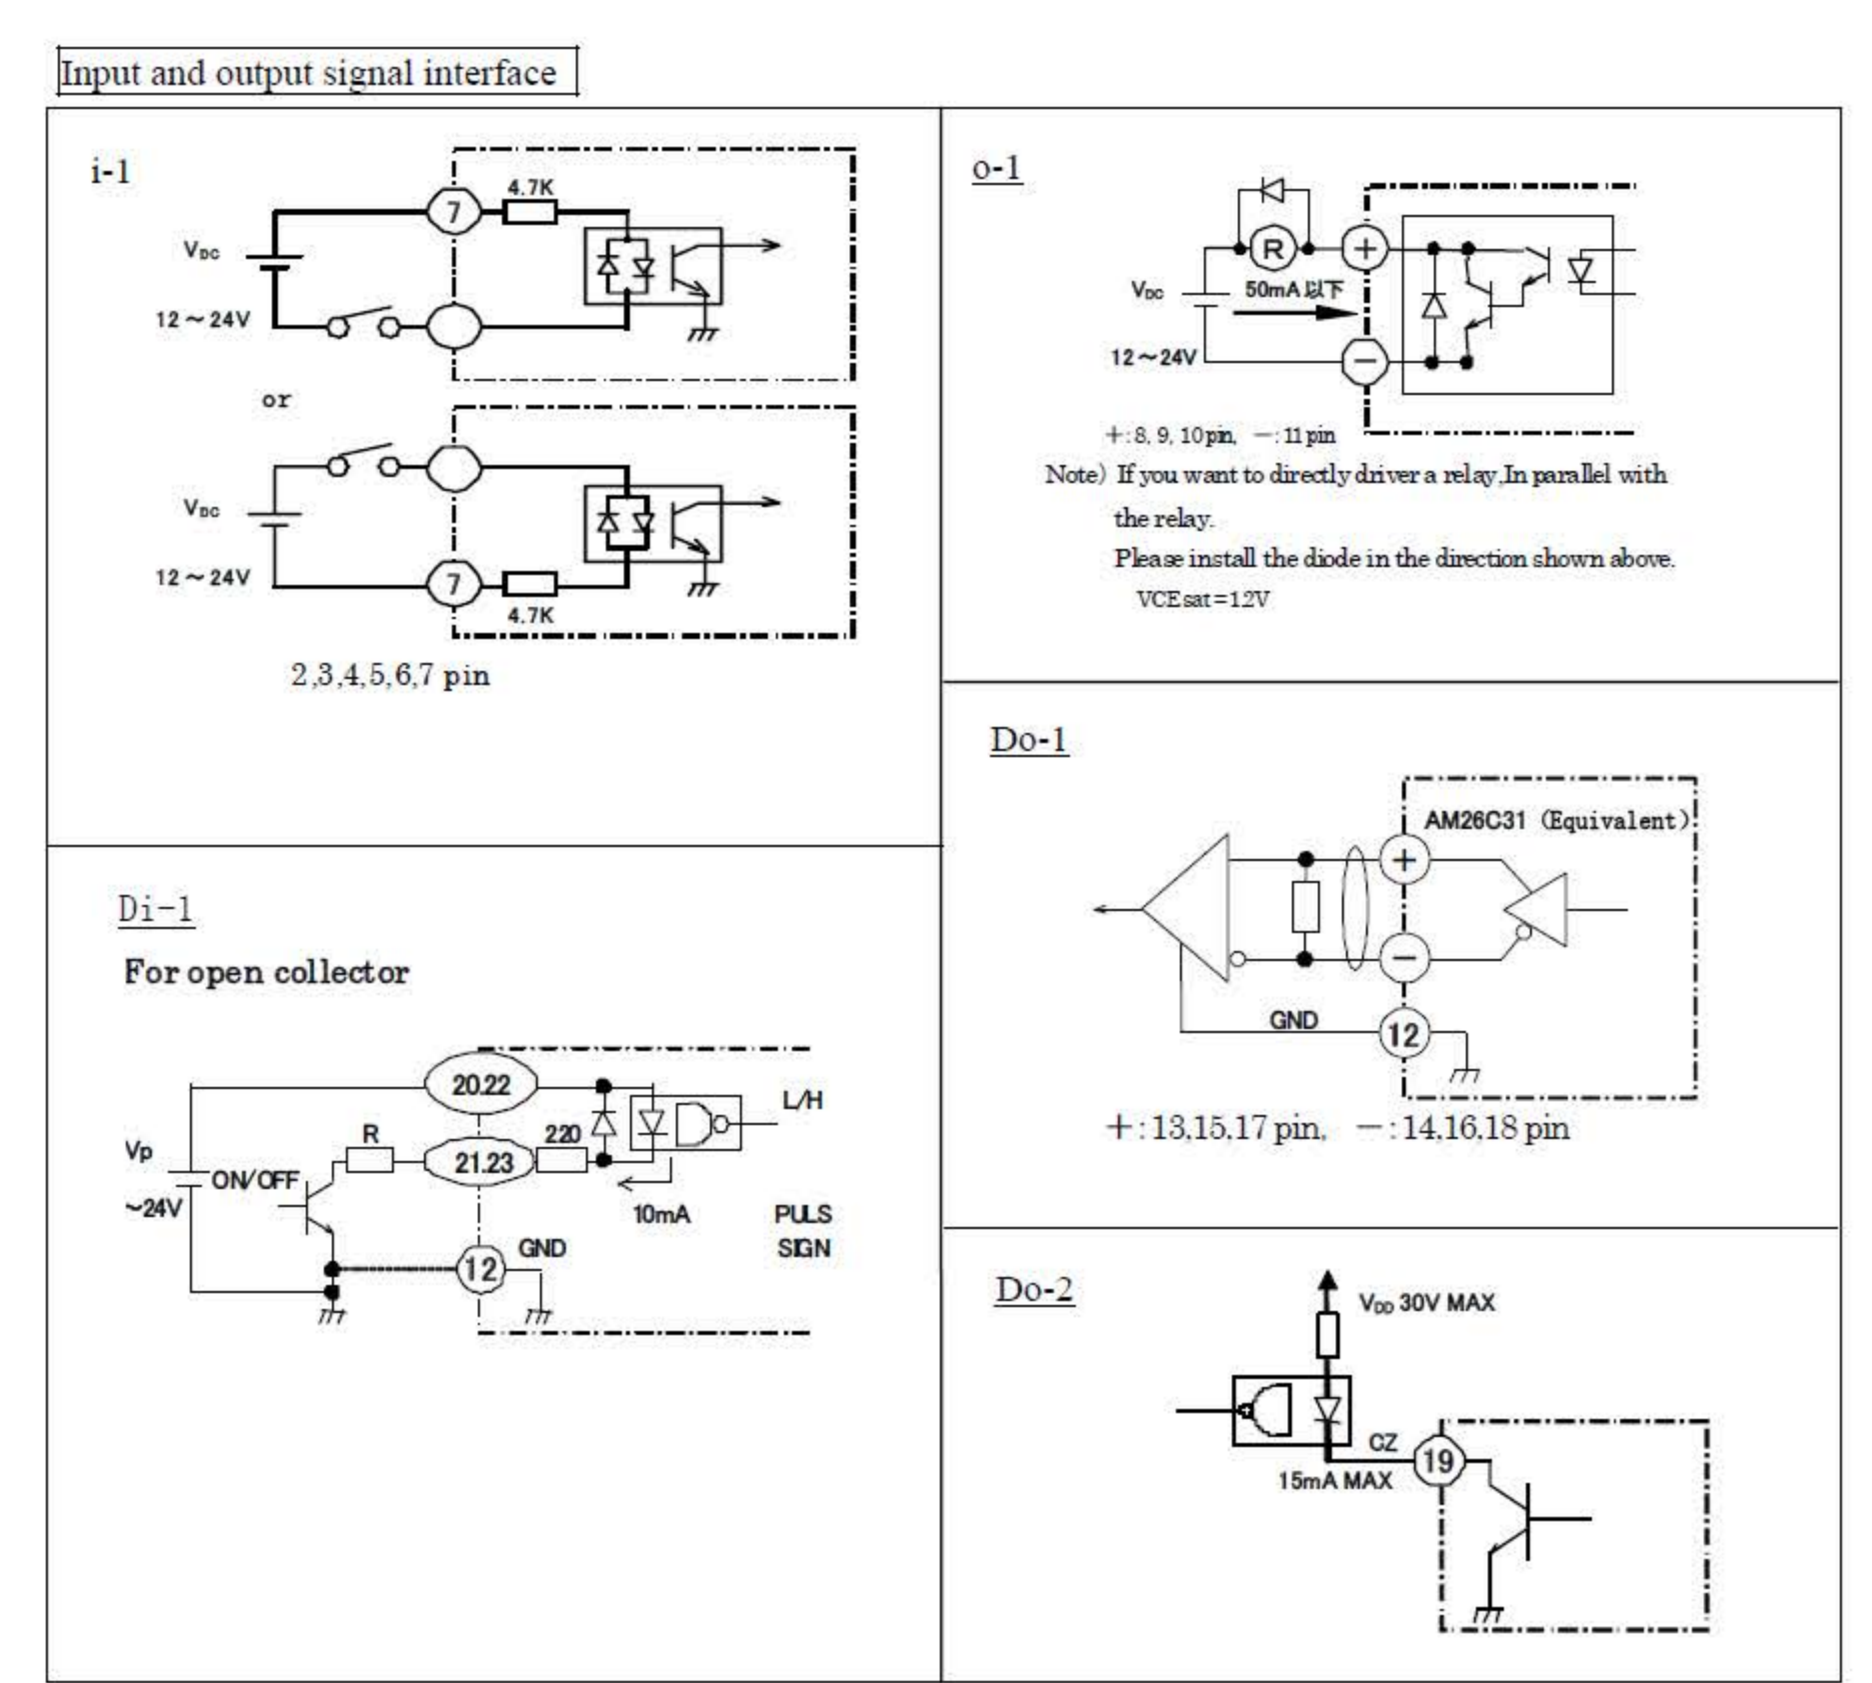 Input and output signal interface
i-1
7
4.7K
VDC
12～24V
or
VDC
12～24V
7
4.7K
2,3,4,5,6,7 pin
Di-1
For open collector
20.22
L/H
Vp
R
220
21.23
ON/OFF
～24V
10mA
PULS
SIGN
GND
12
o-1
R
+
VDC
50mA以下
12～24V
−
+:8, 9, 10 pin, −:11 pin
Note) If you want to directly driver a relay,In parallel with
the relay.
Please install the diode in the direction shown above.
VCEsat=12V
Do-1
AM26C31 (Equivalent)
+
−
GND
12
+:13,15,17 pin, −:14,16,18 pin
Do-2
VDD 30V MAX
CZ
19
15mA MAX